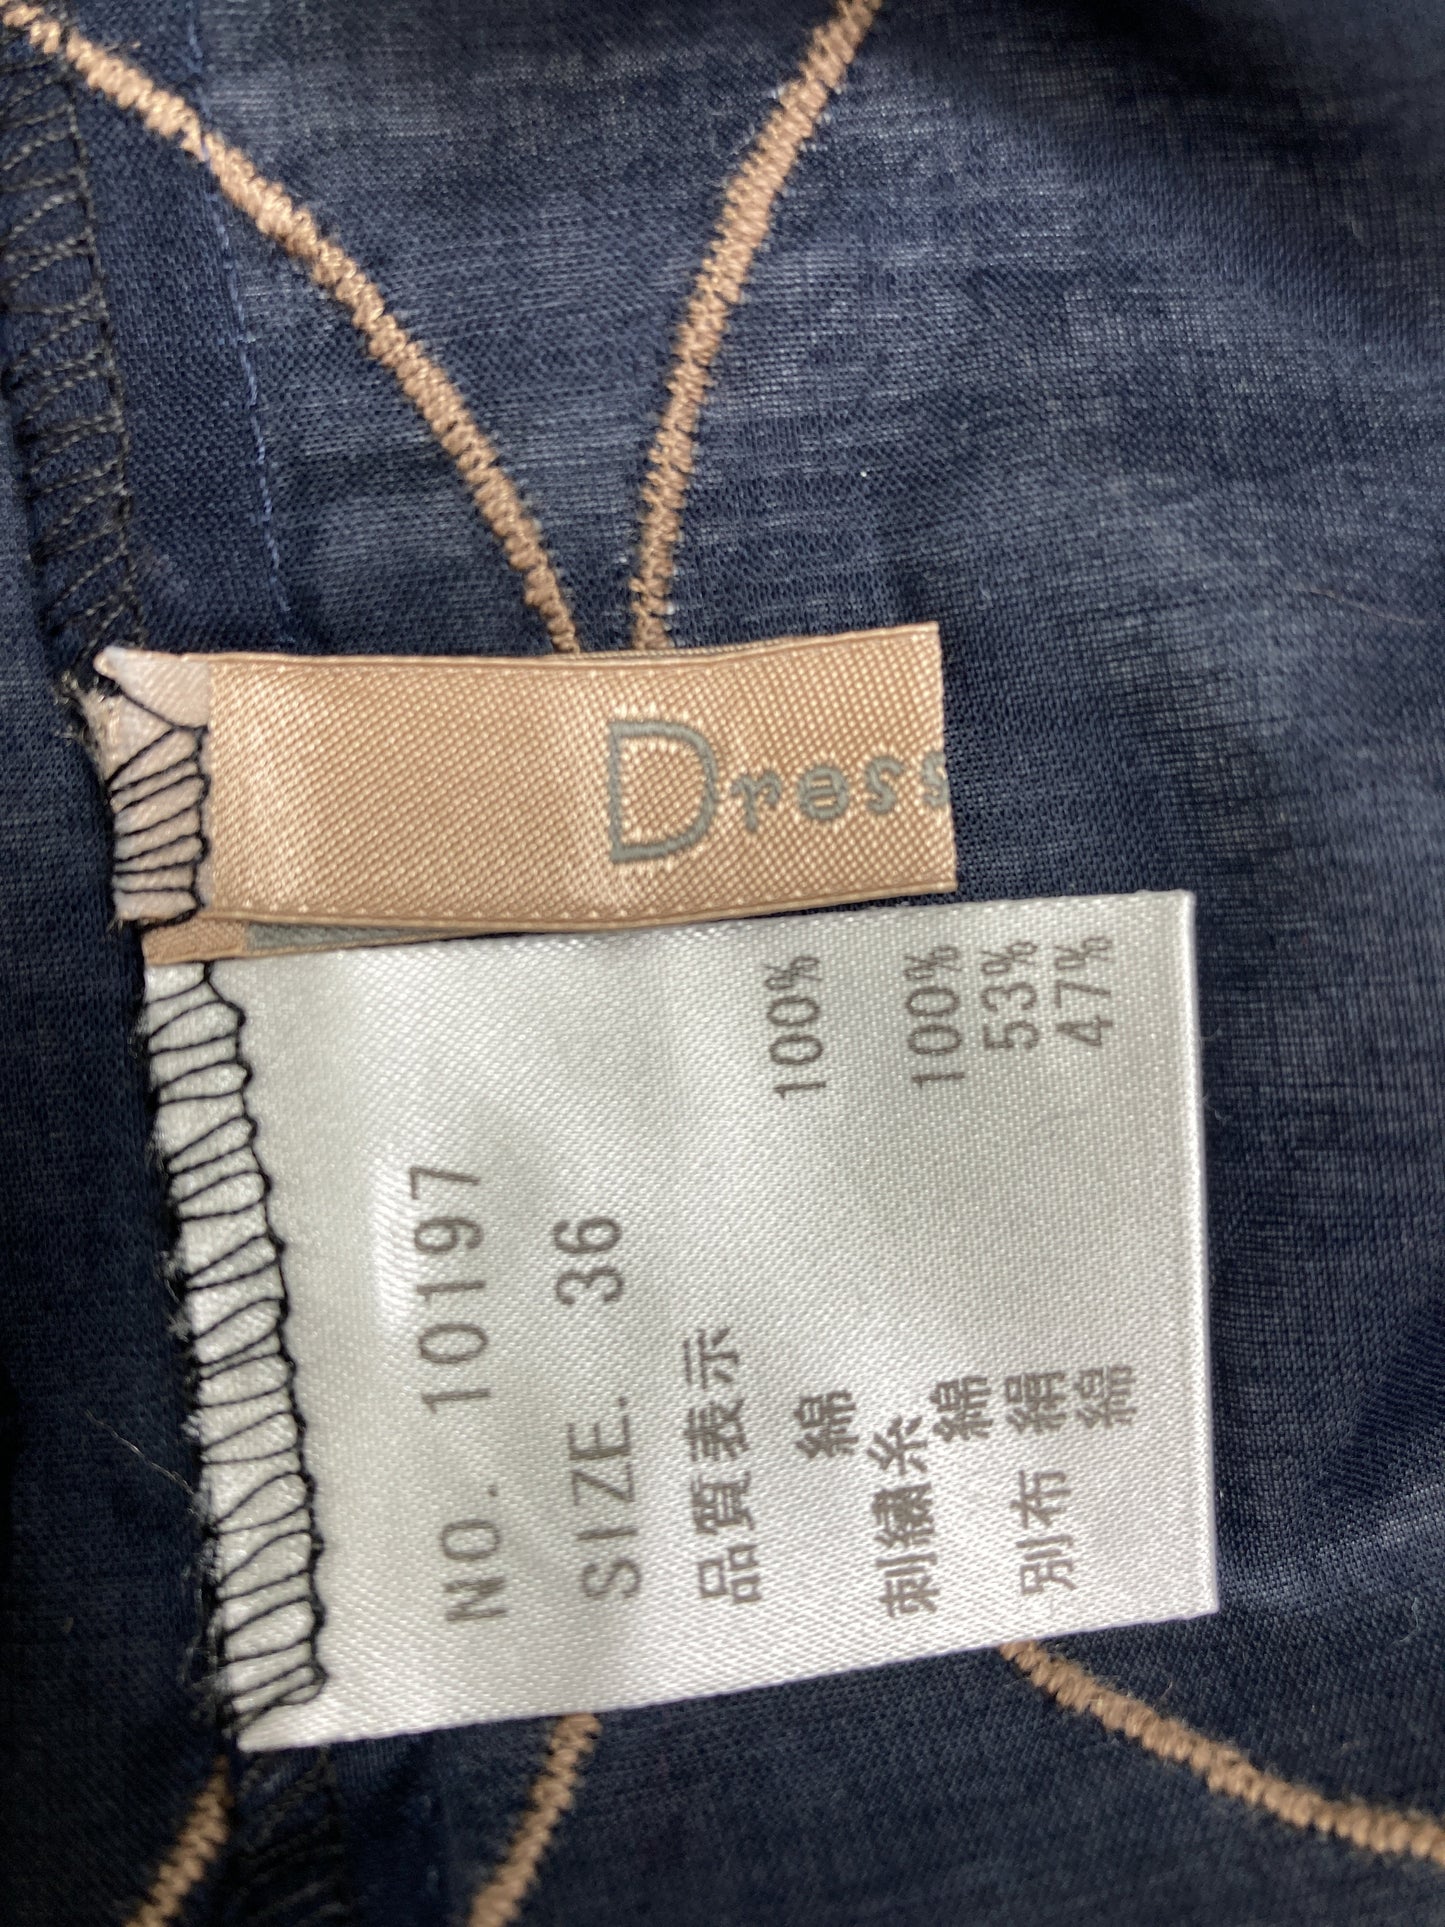 Dress
NO. 10197
SIZE. 36
品質表示
綿 100%
刺繍糸
綿 100%
別布 絹 53%
綿 47%